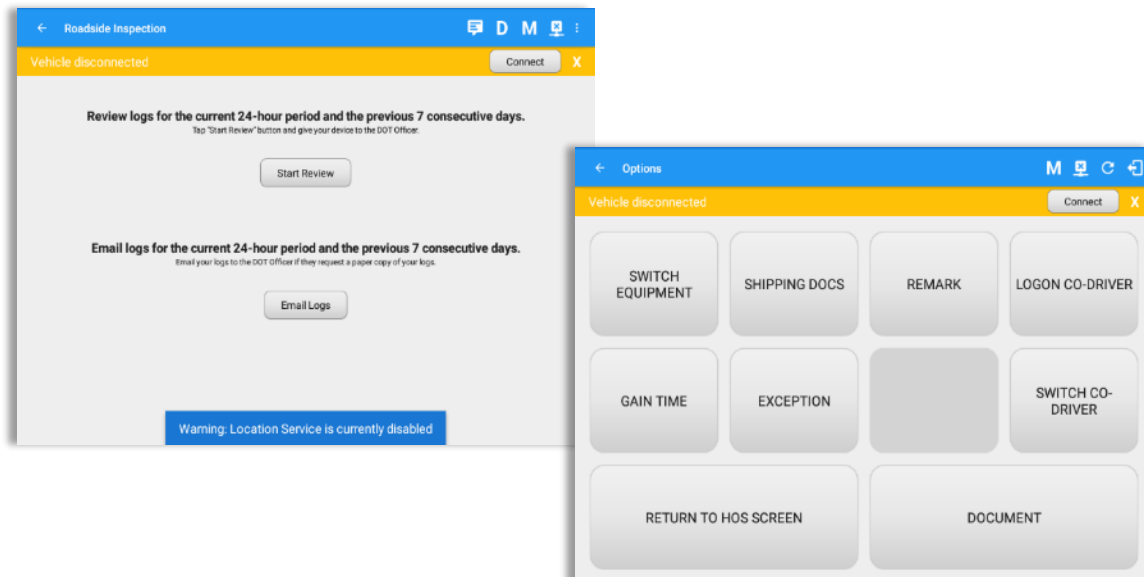 Roadside Inspection
D M
Vehicle disconnected
Connect
X
Review logs for the current 24-hour period and the previous 7 consecutive days.
Tap "Start Review" button and give your device to the DOT Officer.
Start Review
Email logs for the current 24-hour period and the previous 7 consecutive days.
Email your logs to the DOT Officer if they request a paper copy of your logs.
Email Logs
Warning: Location Service is currently disabled
Options
M
Vehicle disconnected
Connect
X
SWITCH
EQUIPMENT
SHIPPING DOCS
REMARK
LOGON CO-DRIVER
GAIN TIME
EXCEPTION
SWITCH CO-
DRIVER
RETURN TO HOS SCREEN
DOCUMENT